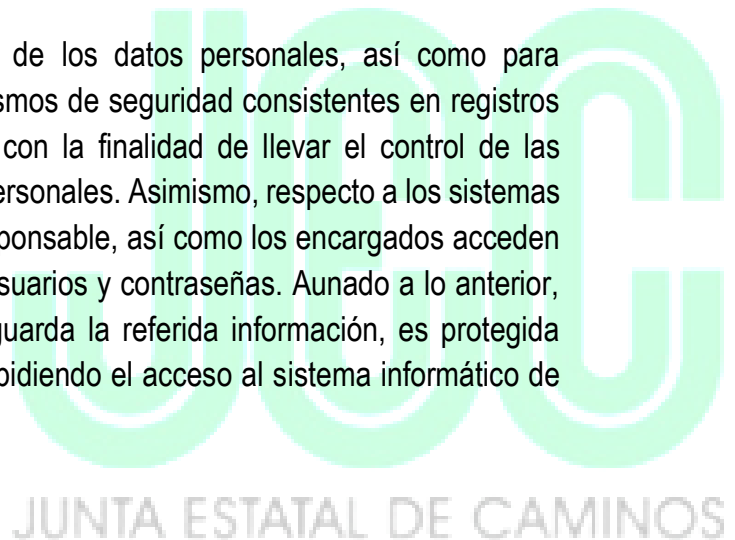 de los datos personales, así como para
smos de seguridad consistentes en registros
con la finalidad de llevar el control de las
ersonales. Asimismo, respecto a los sistemas
ponsable, así como los encargados acceden
suarios y contraseñas. Aunado a lo anterior,
guarda la referida información, es protegida
pidiendo el acceso al sistema informático de
JEC
JUNTA ESTATAL DE CAMINOS